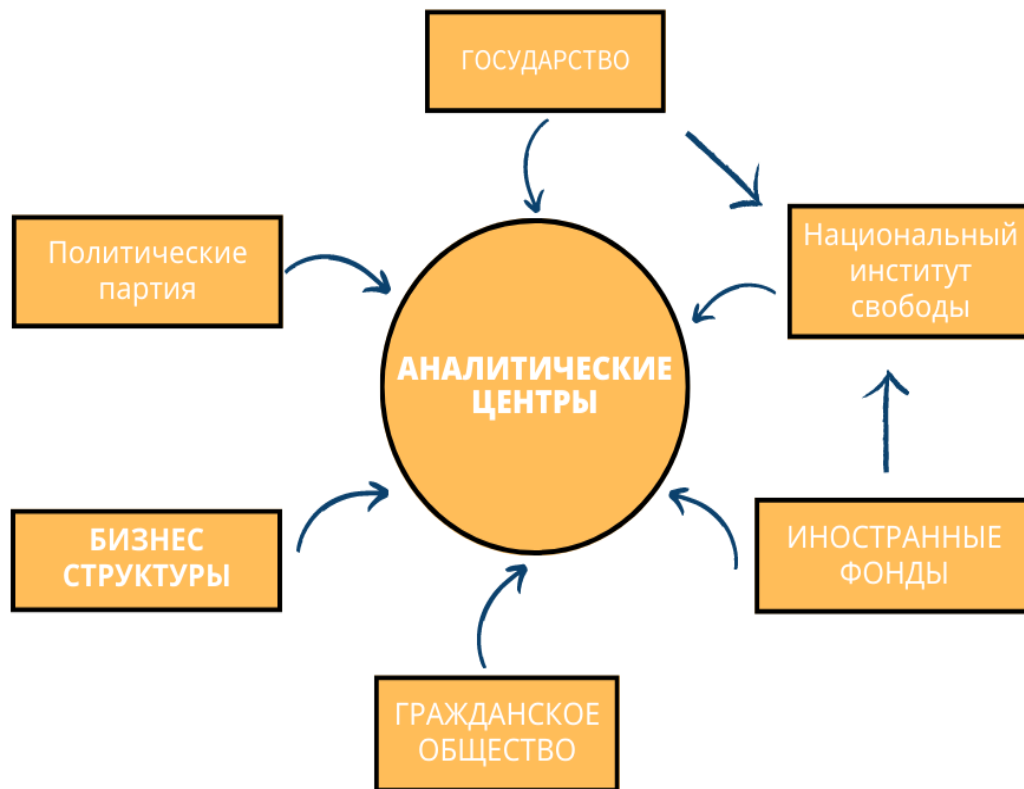 ГОСУДАРСТВО
Политические
партия
Национальный
институт
свободы
АНАЛИТИЧЕСКИЕ
ЦЕНТРЫ
БИЗНЕС
СТРУКТУРЫ
ИНОСТРАННЫЕ
ФОНДЫ
ГРАЖДАНСКОЕ
ОБЩЕСТВО